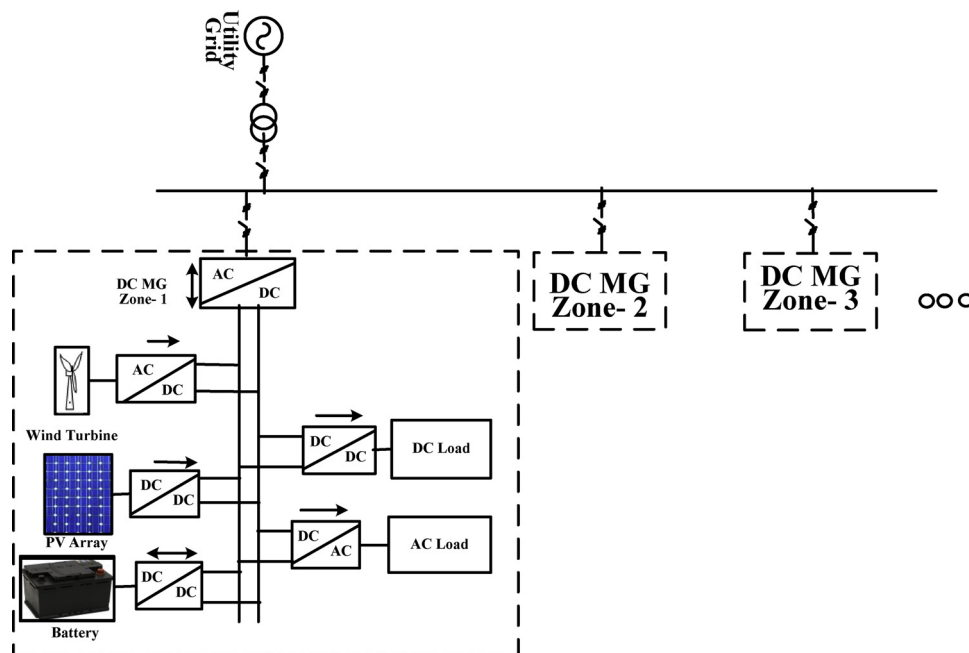 Utility
Grid
DC MG
Zone- 1
AC
DC
DC MG
Zone- 2
DC MG
Zone- 3
AC
DC
Wind Turbine
DC
DC
DC Load
DC
DC
PV Array
DC
AC
AC Load
DC
DC
Battery